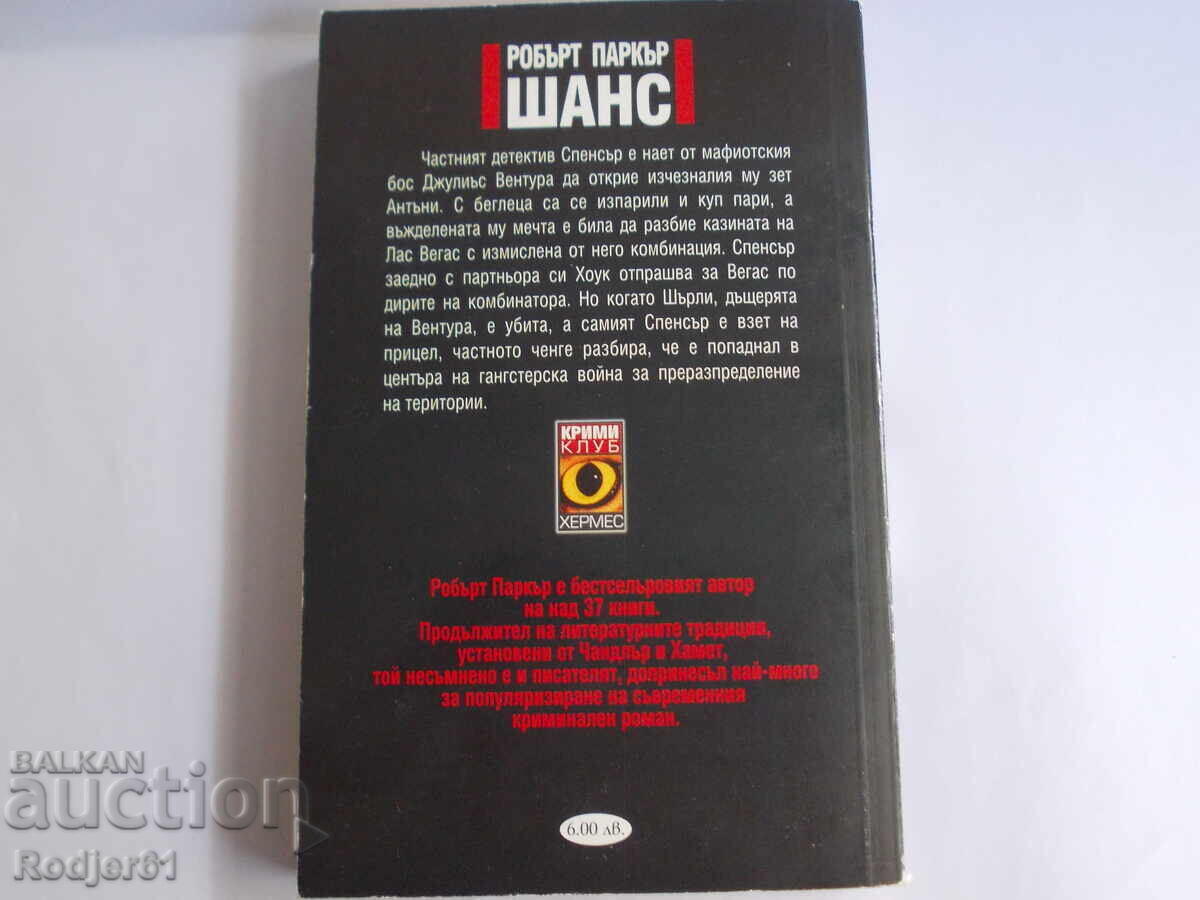 РОБЪРТ ПАРКЪР
ШАНС
Частният детектив Спенсър е нает от мафиотския
бос Джулиъс Вентура да открие изчезналия му зет
Антъни. С беглеца са се изпарили и куп пари, а
въжделената му мечта е била да разбие казината на
Лас Вегас с измислена от него комбинация. Спенсър
заедно с партньора си Хоук отпрашва за Вегас по
дирите на комбинатора. Но когато Шърли, дъщерята
на Вентура, е убита, а самият Спенсър е взет на
прицел, частното ченге разбира, че е попаднал в
центъра на гангстерска война за преразпределение
на територии.
КРИМИ
КЛУБ
ХЕРМЕС
Робърт Паркър е бестселъровият автор
на над 37 книги.
Продължител на литературните традиции,
установени от Чандлър и Хамет,
той несъмнено е и писателят, допринесъл най-много
за популяризиране на съвременния
криминален роман.
6.00 лв.
BALKAN
auction
Rodjer61